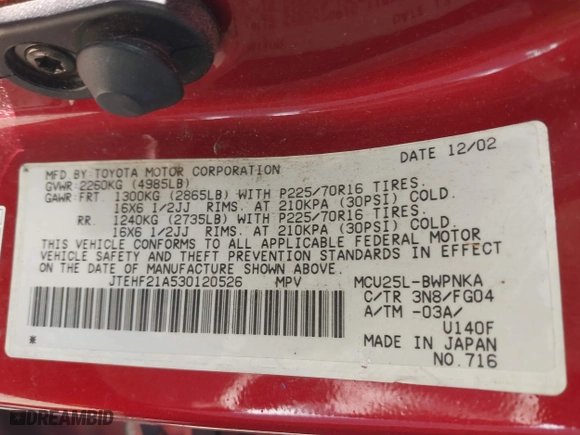 MFD BY TOYOTA MOTOR CORPORATION DATE 12/02
GVWR 2260KG (4985LB)
GAWR FRT. 1300KG (2865LB) WITH P225/70R16 TIRES.
16X6 1/2JJ RIMS. AT 210KPA (30PSI) COLD.
RR. 1240KG (2735LB) WITH P225/70R16 TIRES.
16X6 1/2JJ RIMS. AT 210KPA (30PSI) COLD.
THIS VEHICLE CONFORMS TO ALL APPLICABLE FEDERAL MOTOR
VEHICLE SAFETY AND THEFT PREVENTION STANDARDS IN EFFECT
ON THE DATE OF MANUFACTURE SHOWN ABOVE.
JTEHF21A530120526 MPV MCU25L-BWPNKA
C/TR 3N8/FG04
A/TM -03A/
U140F
MADE IN JAPAN
* NO.716
DREAMBID